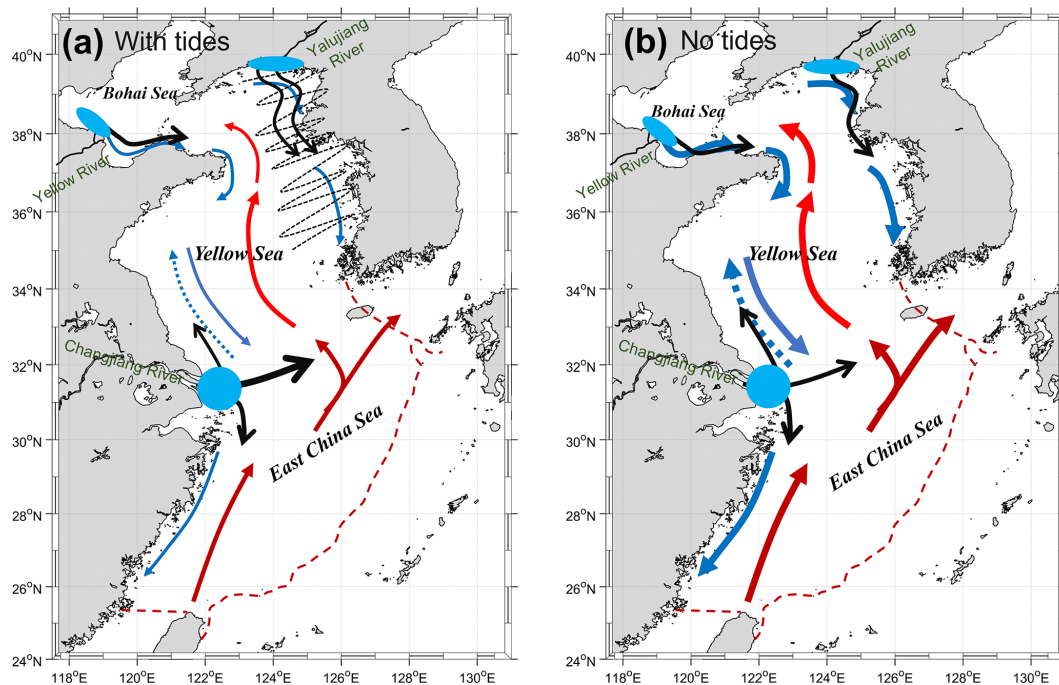 (a) With tides
40°N
38°N
36°N
34°N
32°N
30°N
28°N
26°N
24°N
118°E
120°E
122°E
124°E
126°E
128°E
130°E
Yalujiang
River
Bohai Sea
Yellow River
Yellow Sea
Changjiang River
East China Sea
(b) No tides
40°N
38°N
36°N
34°N
32°N
30°N
28°N
26°N
24°N
118°E
120°E
122°E
124°E
126°E
128°E
130°E
Yalujiang
River
Bohai Sea
Yellow River
Yellow Sea
Changjiang River
East China Sea